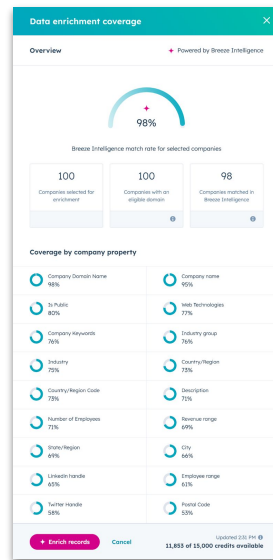 Data enrichment coverage
Overview
Powered by Breeze Intelligence
98%
Breeze Intelligence match rate for selected companies
100
Companies selected for enrichment
100
Companies with an eligible domain
98
Companies matched in Breeze Intelligence
Coverage by company property
Company Domain Name
98%
Company name
95%
Is Public
80%
Web Technologies
77%
Company Keywords
76%
Industry group
76%
Industry
75%
Country/Region
73%
Country/Region Code
73%
Description
71%
Number of Employees
71%
Revenue range
69%
State/Region
69%
City
66%
LinkedIn handle
65%
Employee range
61%
Twitter Handle
58%
Postal Code
53%
Enrich records
Cancel
Updated 2:31 PM
11,853 of 15,000 credits available